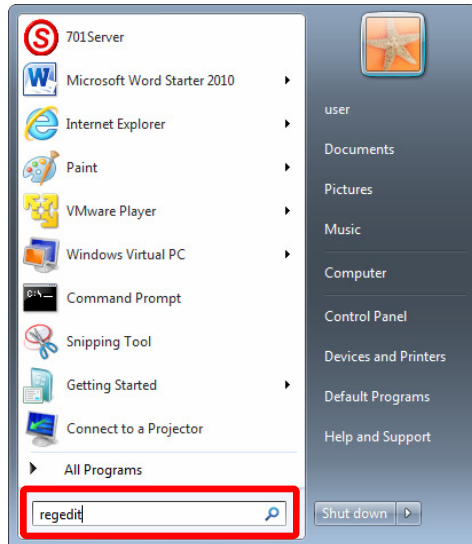 701Server
Microsoft Word Starter 2010
Internet Explorer
Paint
VMware Player
Windows Virtual PC
C:\_
Command Prompt
Snipping Tool
Getting Started
Connect to a Projector
All Programs
regedit
user
Documents
Pictures
Music
Computer
Control Panel
Devices and Printers
Default Programs
Help and Support
Shut down